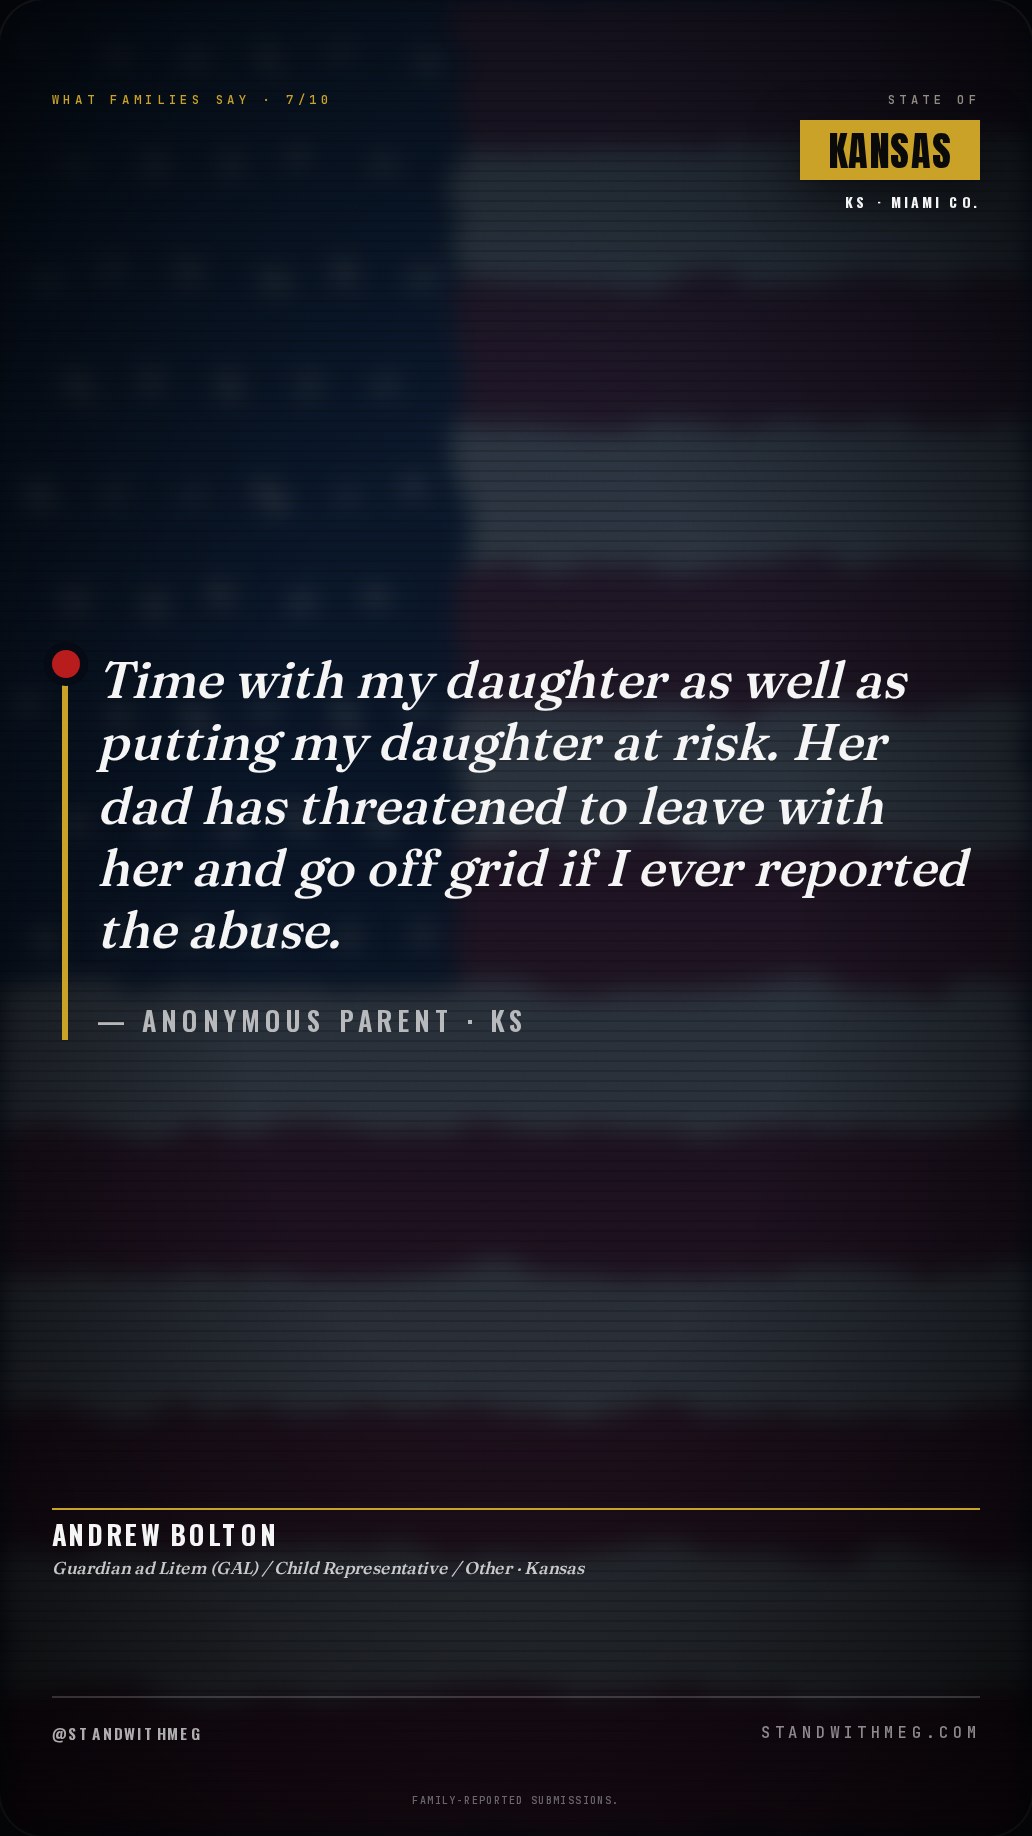 WHAT FAMILIES SAY · 7/10
STATE OF
KANSAS
KS · MIAMI CO.
Time with my daughter as well as
putting my daughter at risk. Her
dad has threatened to leave with
her and go off grid if I ever reported
the abuse.
— ANONYMOUS PARENT · KS
ANDREW BOLTON
Guardian ad Litem (GAL) / Child Representative / Other · Kansas
@STANDWITHMEG
STANDWITHMEG.COM
FAMILY-REPORTED SUBMISSIONS.